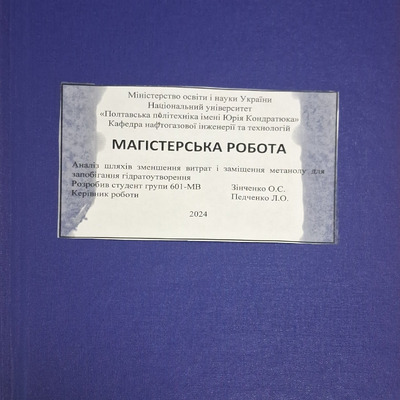 Міністерство освіти і науки України
Національний університет
«Полтавська політехніка імені Юрія Кондратюка»
Кафедра нафтогазової інженерії та технологій
МАГІСТЕРСЬКА РОБОТА
Аналіз шляхів зменшення витрат і заміщення метанолу для
запобігання гідратоутворення
Розробив студент групи 601-МВ Зінченко О.С.
Керівник роботи Педченко Л.О.
2024